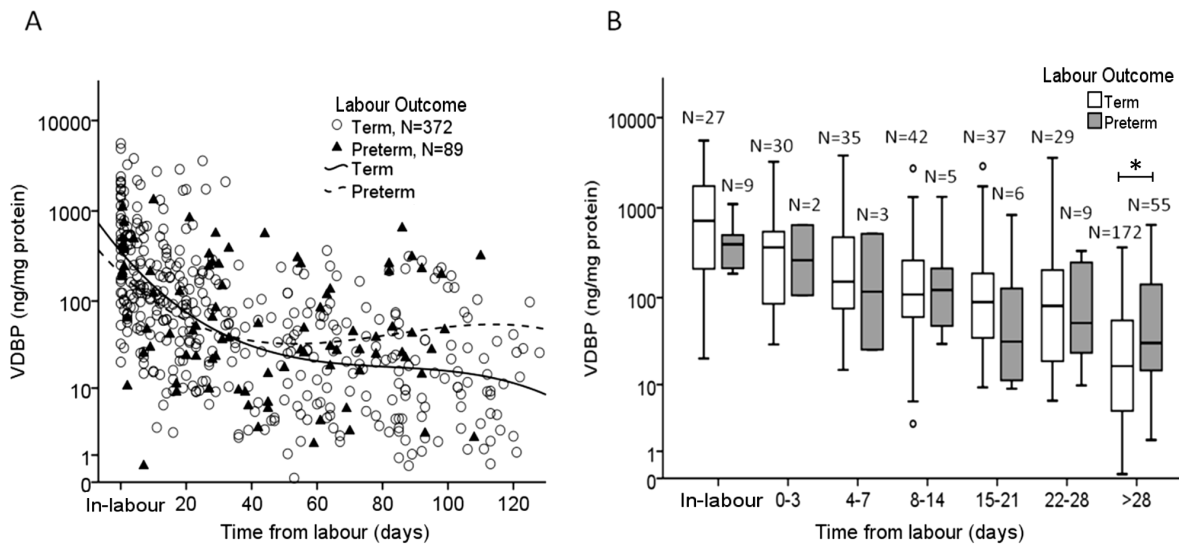 A
VDBP (ng/mg protein)
10000
1000
100
10
1
0
Labour Outcome
Term, N=372
Preterm, N=89
Term
Preterm
In-labour 20 40 60 80 100 120
Time from labour (days)
B
VDBP (ng/mg protein)
10000
1000
100
10
1
0
Labour Outcome
Term
Preterm
N=27
N=9
N=30
N=2
N=35
N=3
N=42
N=5
N=37
N=6
N=29
N=9
N=172
*
N=55
In-labour 0-3 4-7 8-14 15-21 22-28 >28
Time from labour (days)